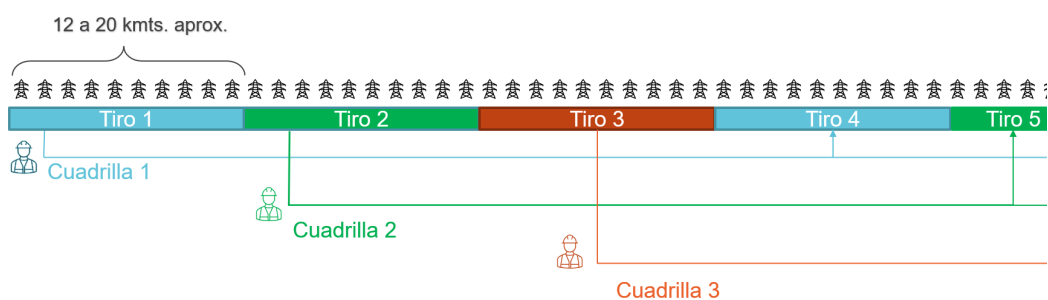 12 a 20 kmts. aprox.
Tiro 1 Tiro 2 Tiro 3 Tiro 4 Tiro 5
Cuadrilla 1
Cuadrilla 2
Cuadrilla 3